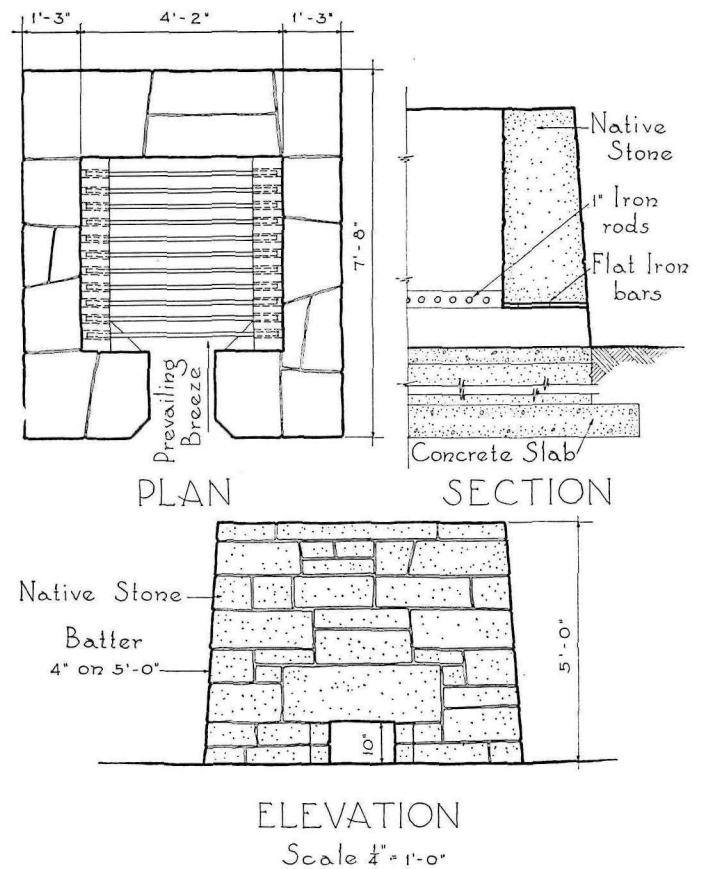 1'-3" 4'-2" 1'-3"
7'-8"
Prevailing
Breeze
PLAN
Native
Stone
1" Iron
rods
Flat Iron
bars
Concrete Slab
SECTION
Native Stone
Batter
4" on 5'-0"
10"
5'-0"
ELEVATION
Scale ¼" = 1'-0"